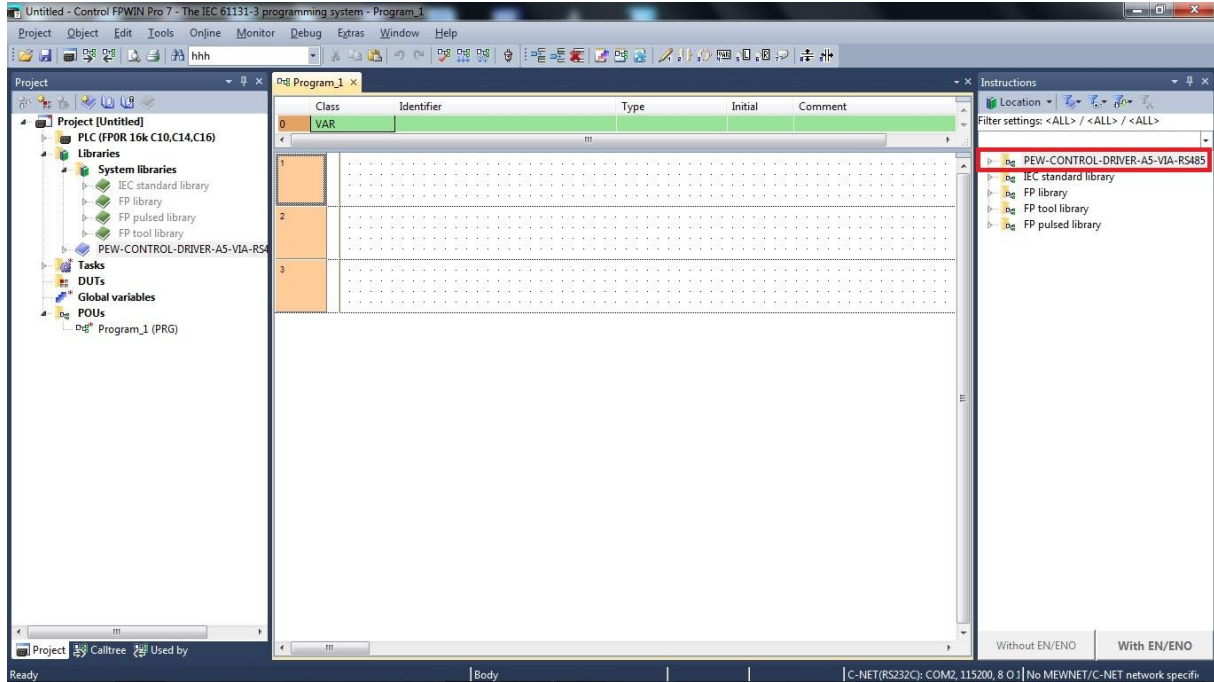 Untitled - Control FPWIN Pro 7 - The IEC 61131-3 programming system - Program_1
Project Object Edit Tools Online Monitor Debug Extras Window Help
hhh
Project
Program_1
Instructions
Location
Filter settings: <ALL> / <ALL> / <ALL>
Project [Untitled]
PLC (FP0R 16k C10,C14,C16)
Libraries
System libraries
IEC standard library
FP library
FP pulsed library
FP tool library
PEW-CONTROL-DRIVER-A5-VIA-RS4
Tasks
DUTs
Global variables
POUs
Program_1 (PRG)
Class Identifier Type Initial Comment
0 VAR
1
2
3
PEW-CONTROL-DRIVER-A5-VIA-RS485
IEC standard library
FP library
FP tool library
FP pulsed library
Project Calltree Used by
Without EN/ENO With EN/ENO
Ready Body C-NET(RS232C): COM2, 115200, 8 O 1 No MEWNET/C-NET network specifi